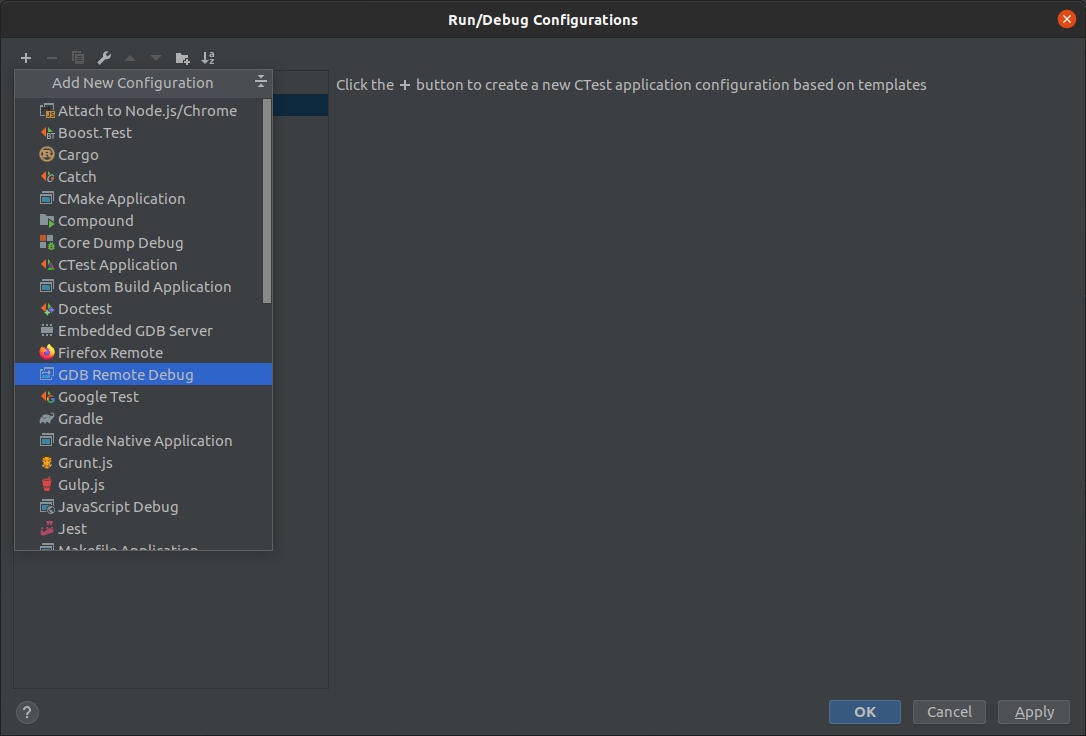 Run/Debug Configurations
Add New Configuration
Click the + button to create a new CTest application configuration based on templates
Attach to Node.js/Chrome
Boost.Test
Cargo
Catch
CMake Application
Compound
Core Dump Debug
CTest Application
Custom Build Application
Doctest
Embedded GDB Server
Firefox Remote
GDB Remote Debug
Google Test
Gradle
Gradle Native Application
Grunt.js
Gulp.js
JavaScript Debug
Jest
Makefile Application
?
OK
Cancel
Apply